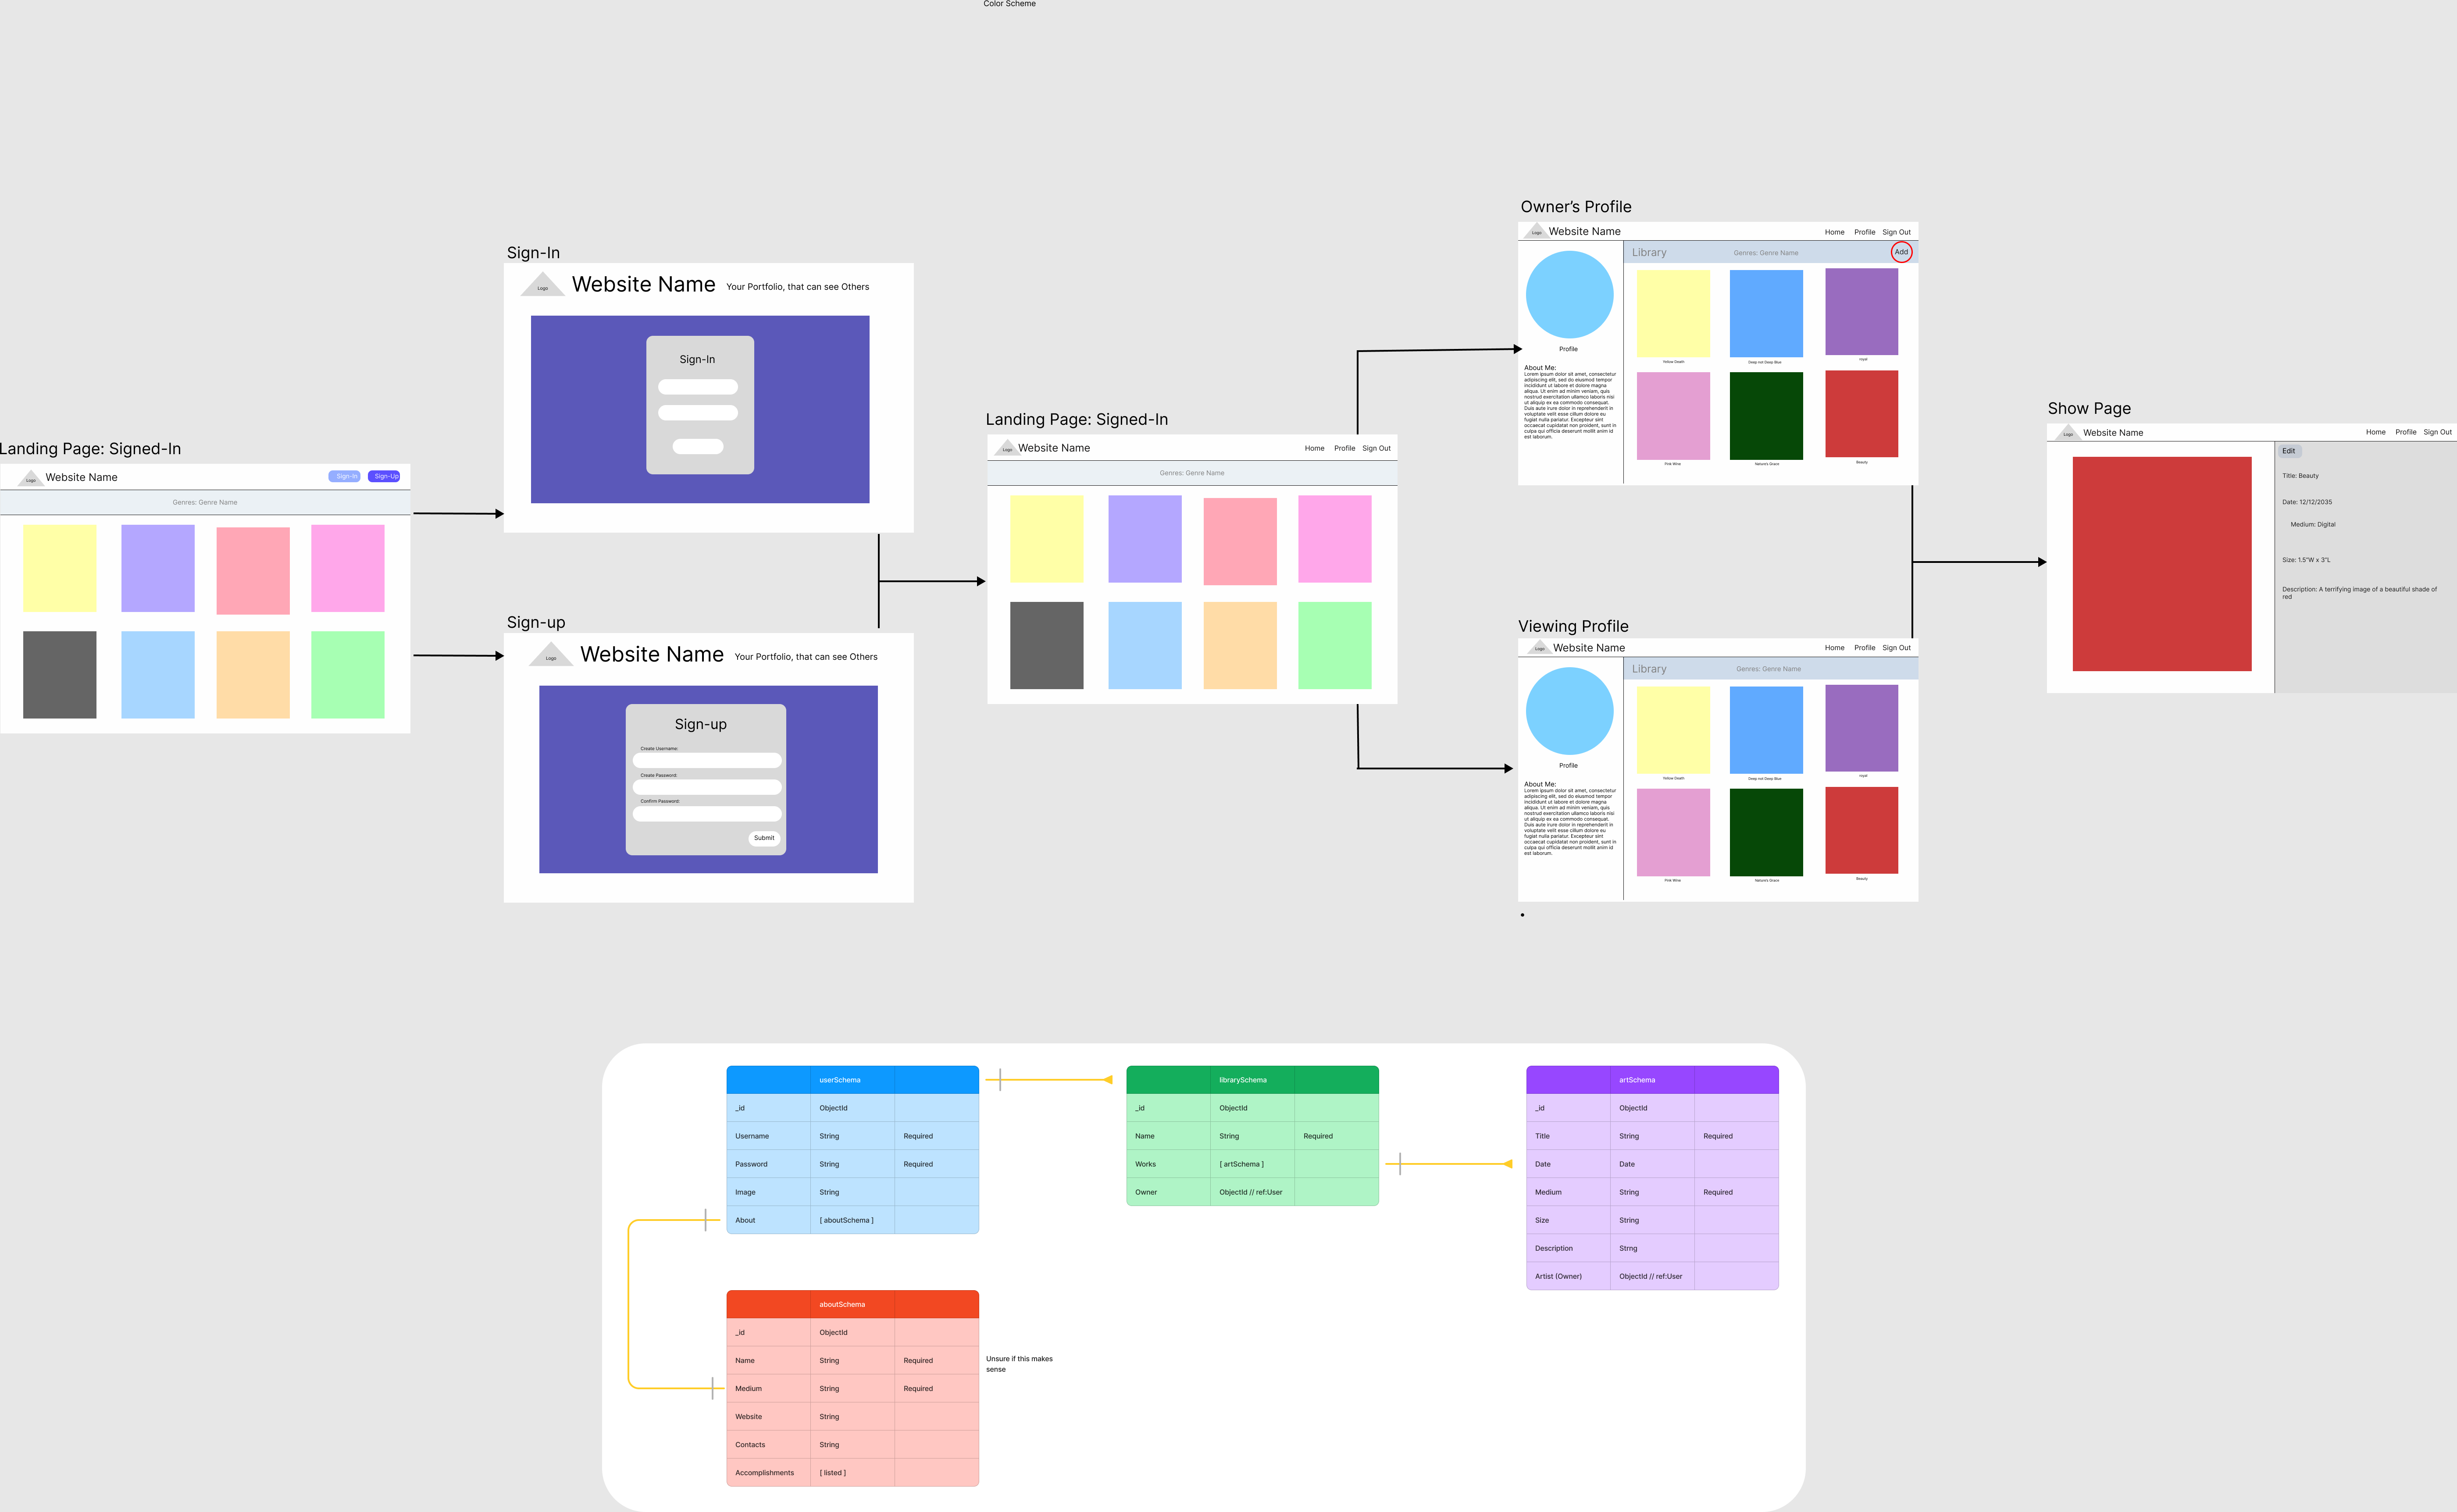 Color Scheme
Landing Page: Signed-In
Logo
Website Name
Sign-In
Sign-Up
Genres: Genre Name
Sign-In
Logo
Website Name
Your Portfolio, that can see Others
Sign-In
Sign-up
Logo
Website Name
Your Portfolio, that can see Others
Sign-up
Create Username:
Create Password:
Confirm Password:
Submit
Landing Page: Signed-In
Logo
Website Name
Home
Profile
Sign Out
Genres: Genre Name
Owner's Profile
Logo
Website Name
Home
Profile
Sign Out
Library
Genres: Genre Name
Add
Profile
About Me:
Lorem ipsum dolor sit amet, consectetur
adipiscing elit, sed do eiusmod tempor
incididunt ut labore et dolore magna
aliqua. Ut enim ad minim veniam, quis
nostrud exercitation ullamco laboris nisi
ut aliquip ex ea commodo consequat.
Duis aute irure dolor in reprehenderit in
voluptate velit esse cillum dolore eu
fugiat nulla pariatur. Excepteur sint
occaecat cupidatat non proident, sunt in
culpa qui officia deserunt mollit anim id
est laborum.
Yellow Death
Deep not Deep Blue
royal
Pink Wine
Nature's Grace
Beauty
Viewing Profile
Logo
Website Name
Home
Profile
Sign Out
Library
Genres: Genre Name
Profile
About Me:
Lorem ipsum dolor sit amet, consectetur
adipiscing elit, sed do eiusmod tempor
incididunt ut labore et dolore magna
aliqua. Ut enim ad minim veniam, quis
nostrud exercitation ullamco laboris nisi
ut aliquip ex ea commodo consequat.
Duis aute irure dolor in reprehenderit in
voluptate velit esse cillum dolore eu
fugiat nulla pariatur. Excepteur sint
occaecat cupidatat non proident, sunt in
culpa qui officia deserunt mollit anim id
est laborum.
Yellow Death
Deep not Deep Blue
royal
Pink Wine
Nature's Grace
Beauty
Show Page
Logo
Website Name
Home
Profile
Sign Out
Edit
Title: Beauty
Date: 12/12/2035
Medium: Digital
Size: 1.5"W x 3"L
Description: A terrifying image of a beautiful shade of
red
userSchema
_id ObjectId
Username String Required
Password String Required
Image String
About [ aboutSchema ]
librarySchema
_id ObjectId
Name String Required
Works [ artSchema ]
Owner ObjectId // ref:User
artSchema
_id ObjectId
Title String Required
Date Date
Medium String Required
Size String
Description Strng
Artist (Owner) ObjectId // ref:User
aboutSchema
_id ObjectId
Name String Required
Medium String Required
Website String
Contacts String
Accomplishments [ listed ]
Unsure if this makes
sense